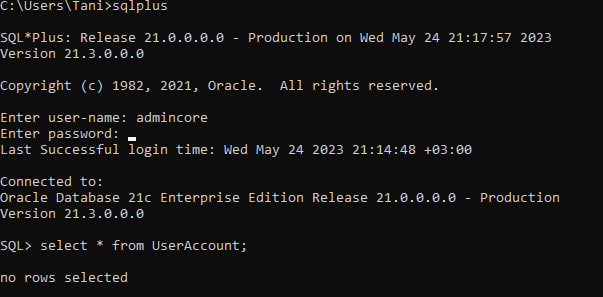 C:\Users\Tani>sqlplus
SQL*Plus: Release 21.0.0.0.0 - Production on Wed May 24 21:17:57 2023
Version 21.3.0.0.0
Copyright (c) 1982, 2021, Oracle.  All rights reserved.
Enter user-name: admincore
Enter password:
Last Successful login time: Wed May 24 2023 21:14:48 +03:00
Connected to:
Oracle Database 21c Enterprise Edition Release 21.0.0.0.0 - Production
Version 21.3.0.0.0
SQL> select * from UserAccount;
no rows selected